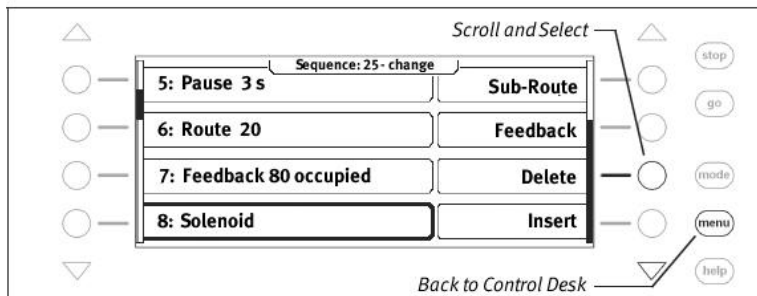 Scroll and Select
Sequence: 25 - change
5: Pause 3 s
Sub-Route
6: Route 20
Feedback
7: Feedback 80 occupied
Delete
8: Solenoid
Insert
stop
go
mode
menu
help
Back to Control Desk